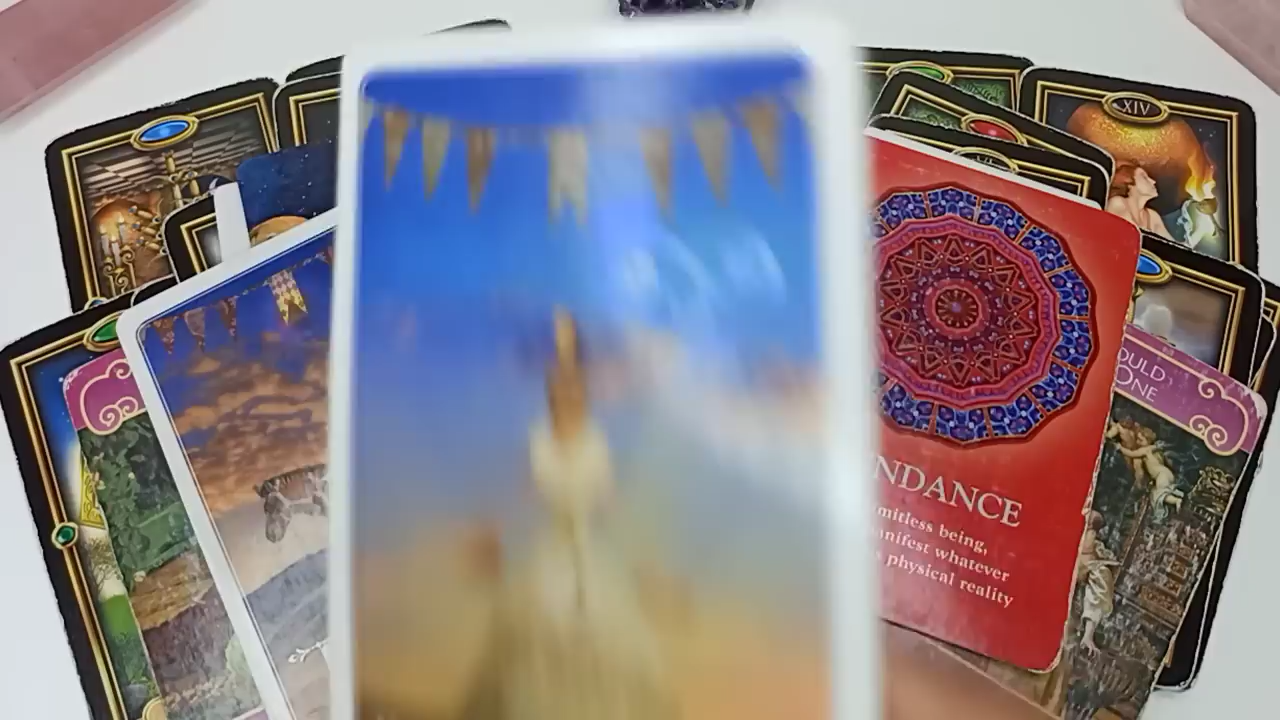 XIV
OULD
ONE
NDANCE
mitless being,
anifest whatever
physical reality